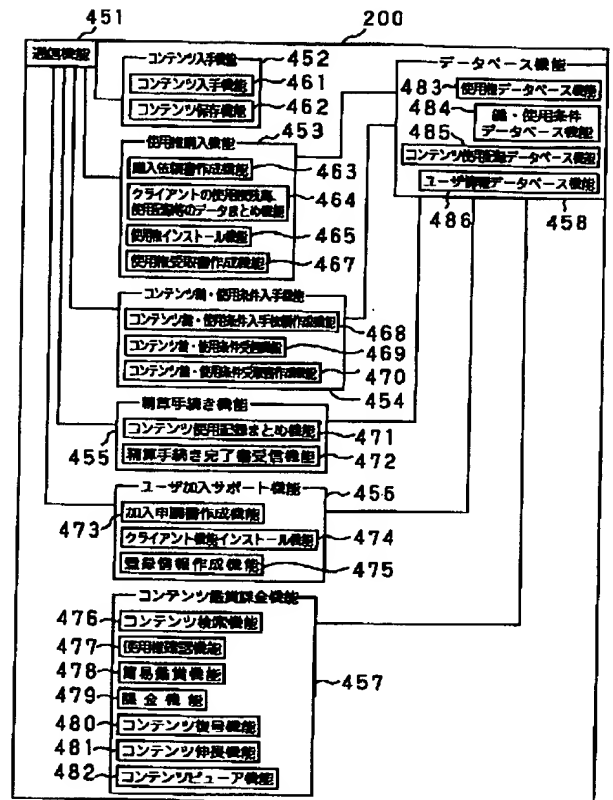 451
200
通信機能
コンテンツ入手機能
452
コンテンツ入手機能
461
コンテンツ保存機能
462
使用権購入機能
453
購入依頼書作成機能
463
クライアントの使用権残高、
使用記録等のデータまとめ機能
464
使用権インストール機能
465
使用権受取書作成機能
467
コンテンツ鍵・使用条件入手機能
コンテンツ鍵・使用条件入手依頼作成機能
468
コンテンツ鍵・使用条件受信機能
469
コンテンツ鍵・使用条件受取書作成機能
470
454
精算手続き機能
455
コンテンツ使用記録まとめ機能
471
精算手続き完了書受信機能
472
ユーザ加入サポート機能
456
加入申請書作成機能
473
クライアント機能インストール機能
474
登録情報作成機能
475
コンテンツ鑑賞課金機能
476
コンテンツ検索機能
477
使用権確認機能
478
簡易鑑賞機能
457
479
課金機能
480
コンテンツ復号機能
481
コンテンツ伸長機能
482
コンテンツビューア機能
データベース機能
483
使用権データベース機能
484
鍵・使用条件
データベース機能
485
コンテンツ使用記録データベース機能
ユーザ情報データベース機能
486
458